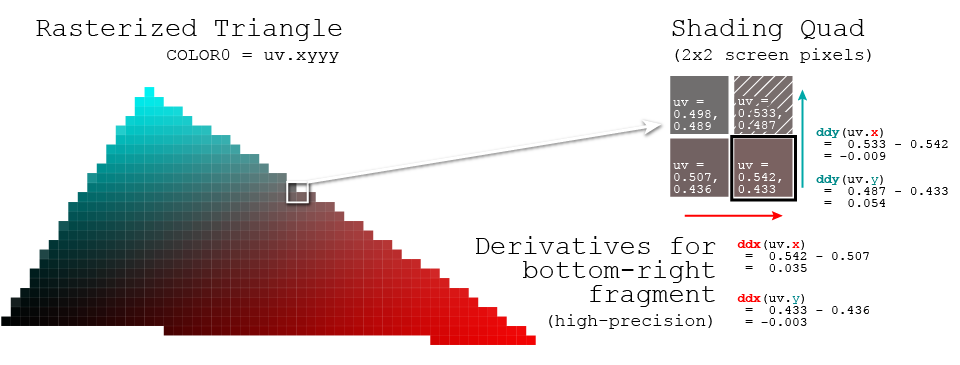 Rasterized Triangle
COLOR0 = uv.xyyy
Shading Quad
(2x2 screen pixels)
uv =
0.498,
0.489
uv =
0.533,
0.487
uv =
0.507,
0.436
uv =
0.542,
0.433
ddy(uv.x)
= 0.533 - 0.542
= -0.009
ddy(uv.y)
= 0.487 - 0.433
= 0.054
Derivatives for
bottom-right
fragment
(high-precision)
ddx(uv.x)
= 0.542 - 0.507
= 0.035
ddx(uv.y)
= 0.433 - 0.436
= -0.003